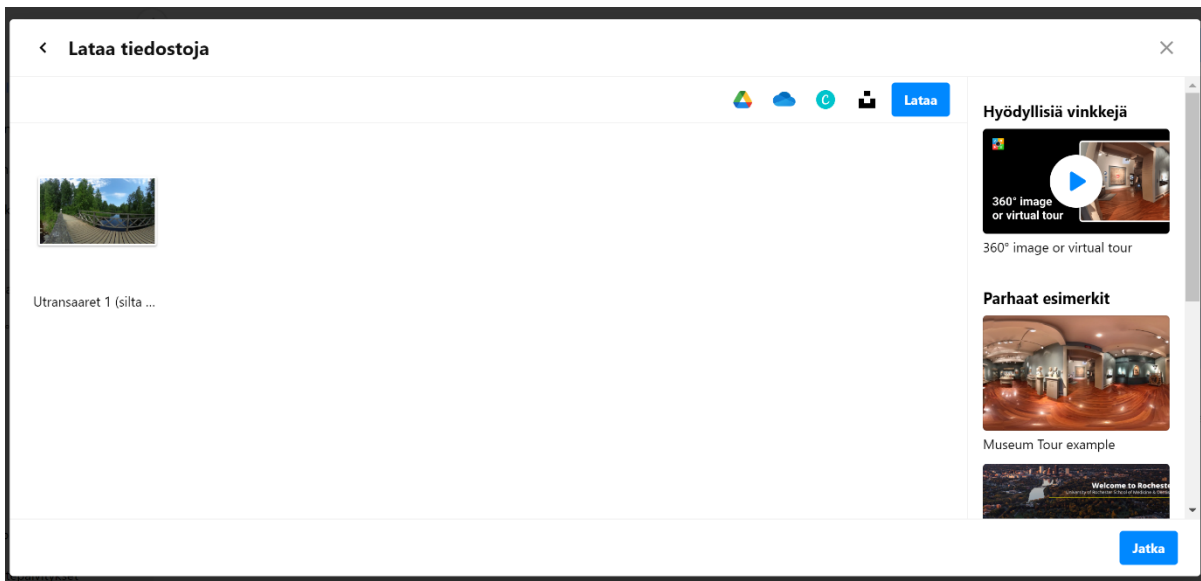 Lataa tiedostoja
C
Lataa
Hyödyllisiä vinkkejä
360° image
or virtual tour
360° image or virtual tour
Utransaaret 1 (silta ...
Parhaat esimerkit
Museum Tour example
Welcome to Rocheste
Jatka